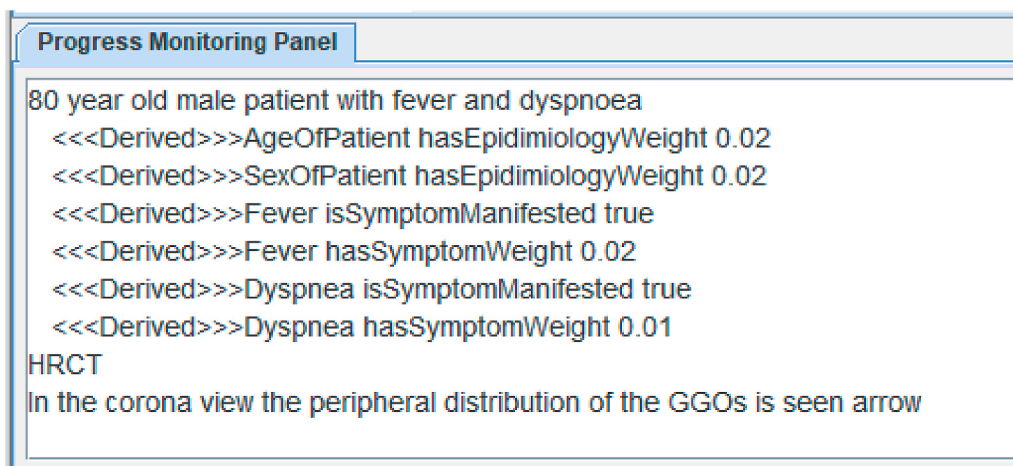 Progress Monitoring Panel
80 year old male patient with fever and dyspnoea
<<<Derived>>>AgeOfPatient hasEpidimiologyWeight 0.02
<<<Derived>>>SexOfPatient hasEpidimiologyWeight 0.02
<<<Derived>>>Fever isSymptomManifested true
<<<Derived>>>Fever hasSymptomWeight 0.02
<<<Derived>>>Dyspnea isSymptomManifested true
<<<Derived>>>Dyspnea hasSymptomWeight 0.01
HRCT
In the corona view the peripheral distribution of the GGOs is seen arrow